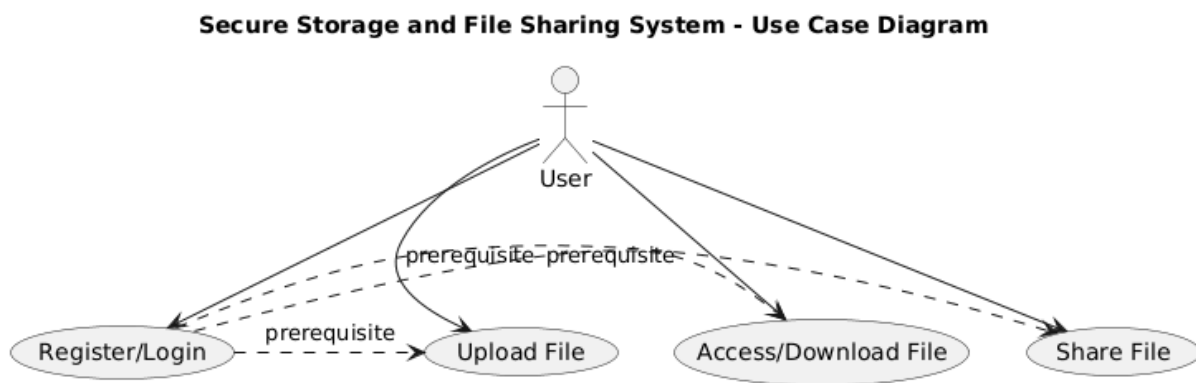 Secure Storage and File Sharing System - Use Case Diagram
User
prerequisite prerequisite
prerequisite
Register/Login
Upload File
Access/Download File
Share File